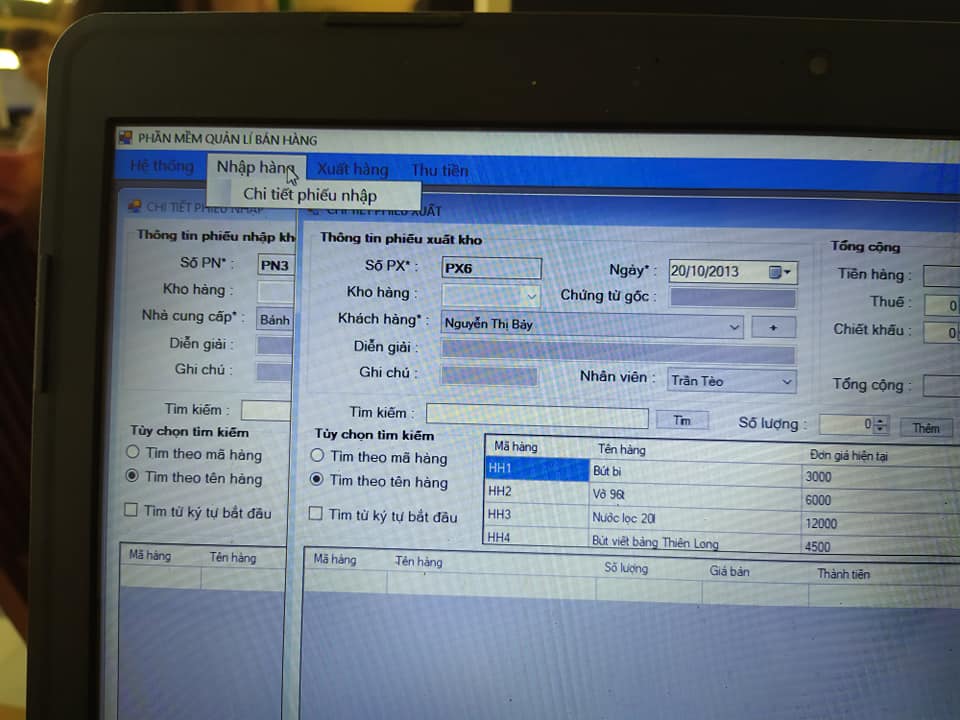 PHẦN MỀM QUẢN LÍ BÁN HÀNG
Hệ thống Nhập hàng Xuất hàng Thu tiền
Chi tiết phiếu nhập
CHI TIẾT PHIẾU NHẬP
Thông tin phiếu nhập kh
Số PN* : PN3
Kho hàng :
Nhà cung cấp* : Bánh
Diễn giải :
Ghi chú :
Tìm kiếm :
Tùy chọn tìm kiếm
Tìm theo mã hàng
Tìm theo tên hàng
Tìm từ ký tự bắt đầu
Mã hàng Tên hàng
CHI TIẾT PHIẾU XUẤT
Thông tin phiếu xuất kho
Số PX* : PX6 Ngày* : 20/10/2013
Kho hàng : Chứng từ gốc :
Khách hàng* : Nguyễn Thị Bảy +
Diễn giải :
Ghi chú : Nhân viên : Trần Tèo
Tổng cộng
Tiền hàng :
Thuế : 0
Chiết khấu : 0
Tổng cộng :
Tìm kiếm : Tìm Số lượng : 0 Thêm
Tùy chọn tìm kiếm
Tìm theo mã hàng
Tìm theo tên hàng
Tìm từ ký tự bắt đầu
Mã hàng Tên hàng Đơn giá hiện tại
HH1 Bút bi 3000
HH2 Vở 96t 6000
HH3 Nước lọc 20l 12000
HH4 Bút viết bảng Thiên Long 4500
Mã hàng Tên hàng Số lượng Giá bán Thành tiền